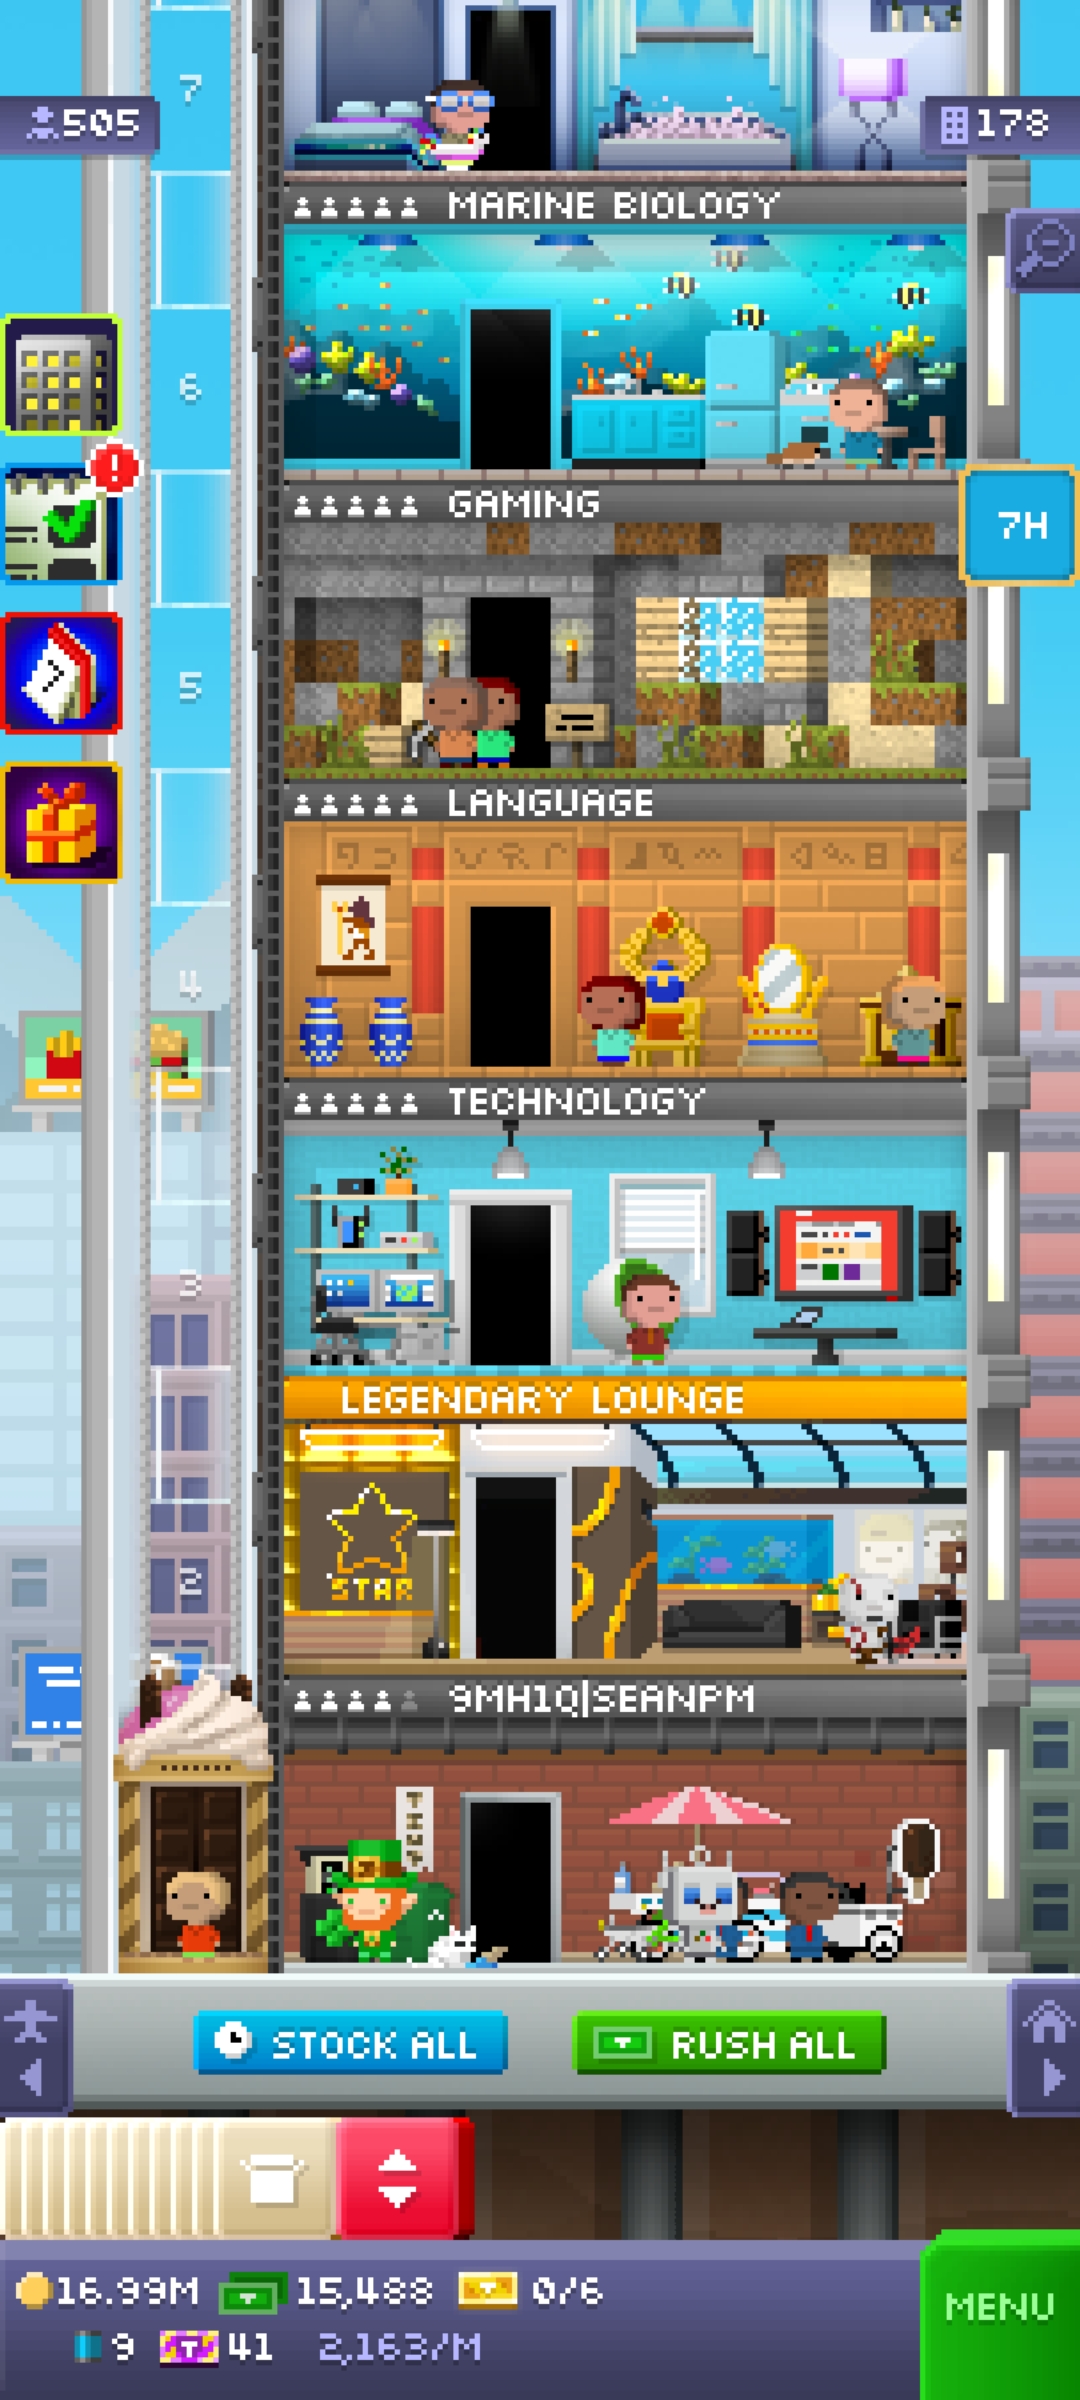 7
505
178
MARINE BIOLOGY
6
GAMING
7H
5
LANGUAGE
4
TECHNOLOGY
3
LEGENDARY LOUNGE
STAR
2
9MH1Q|SEANPM
STOCK ALL
RUSH ALL
16.99M 15,488 0/6
MENU
9 41 2,163/M